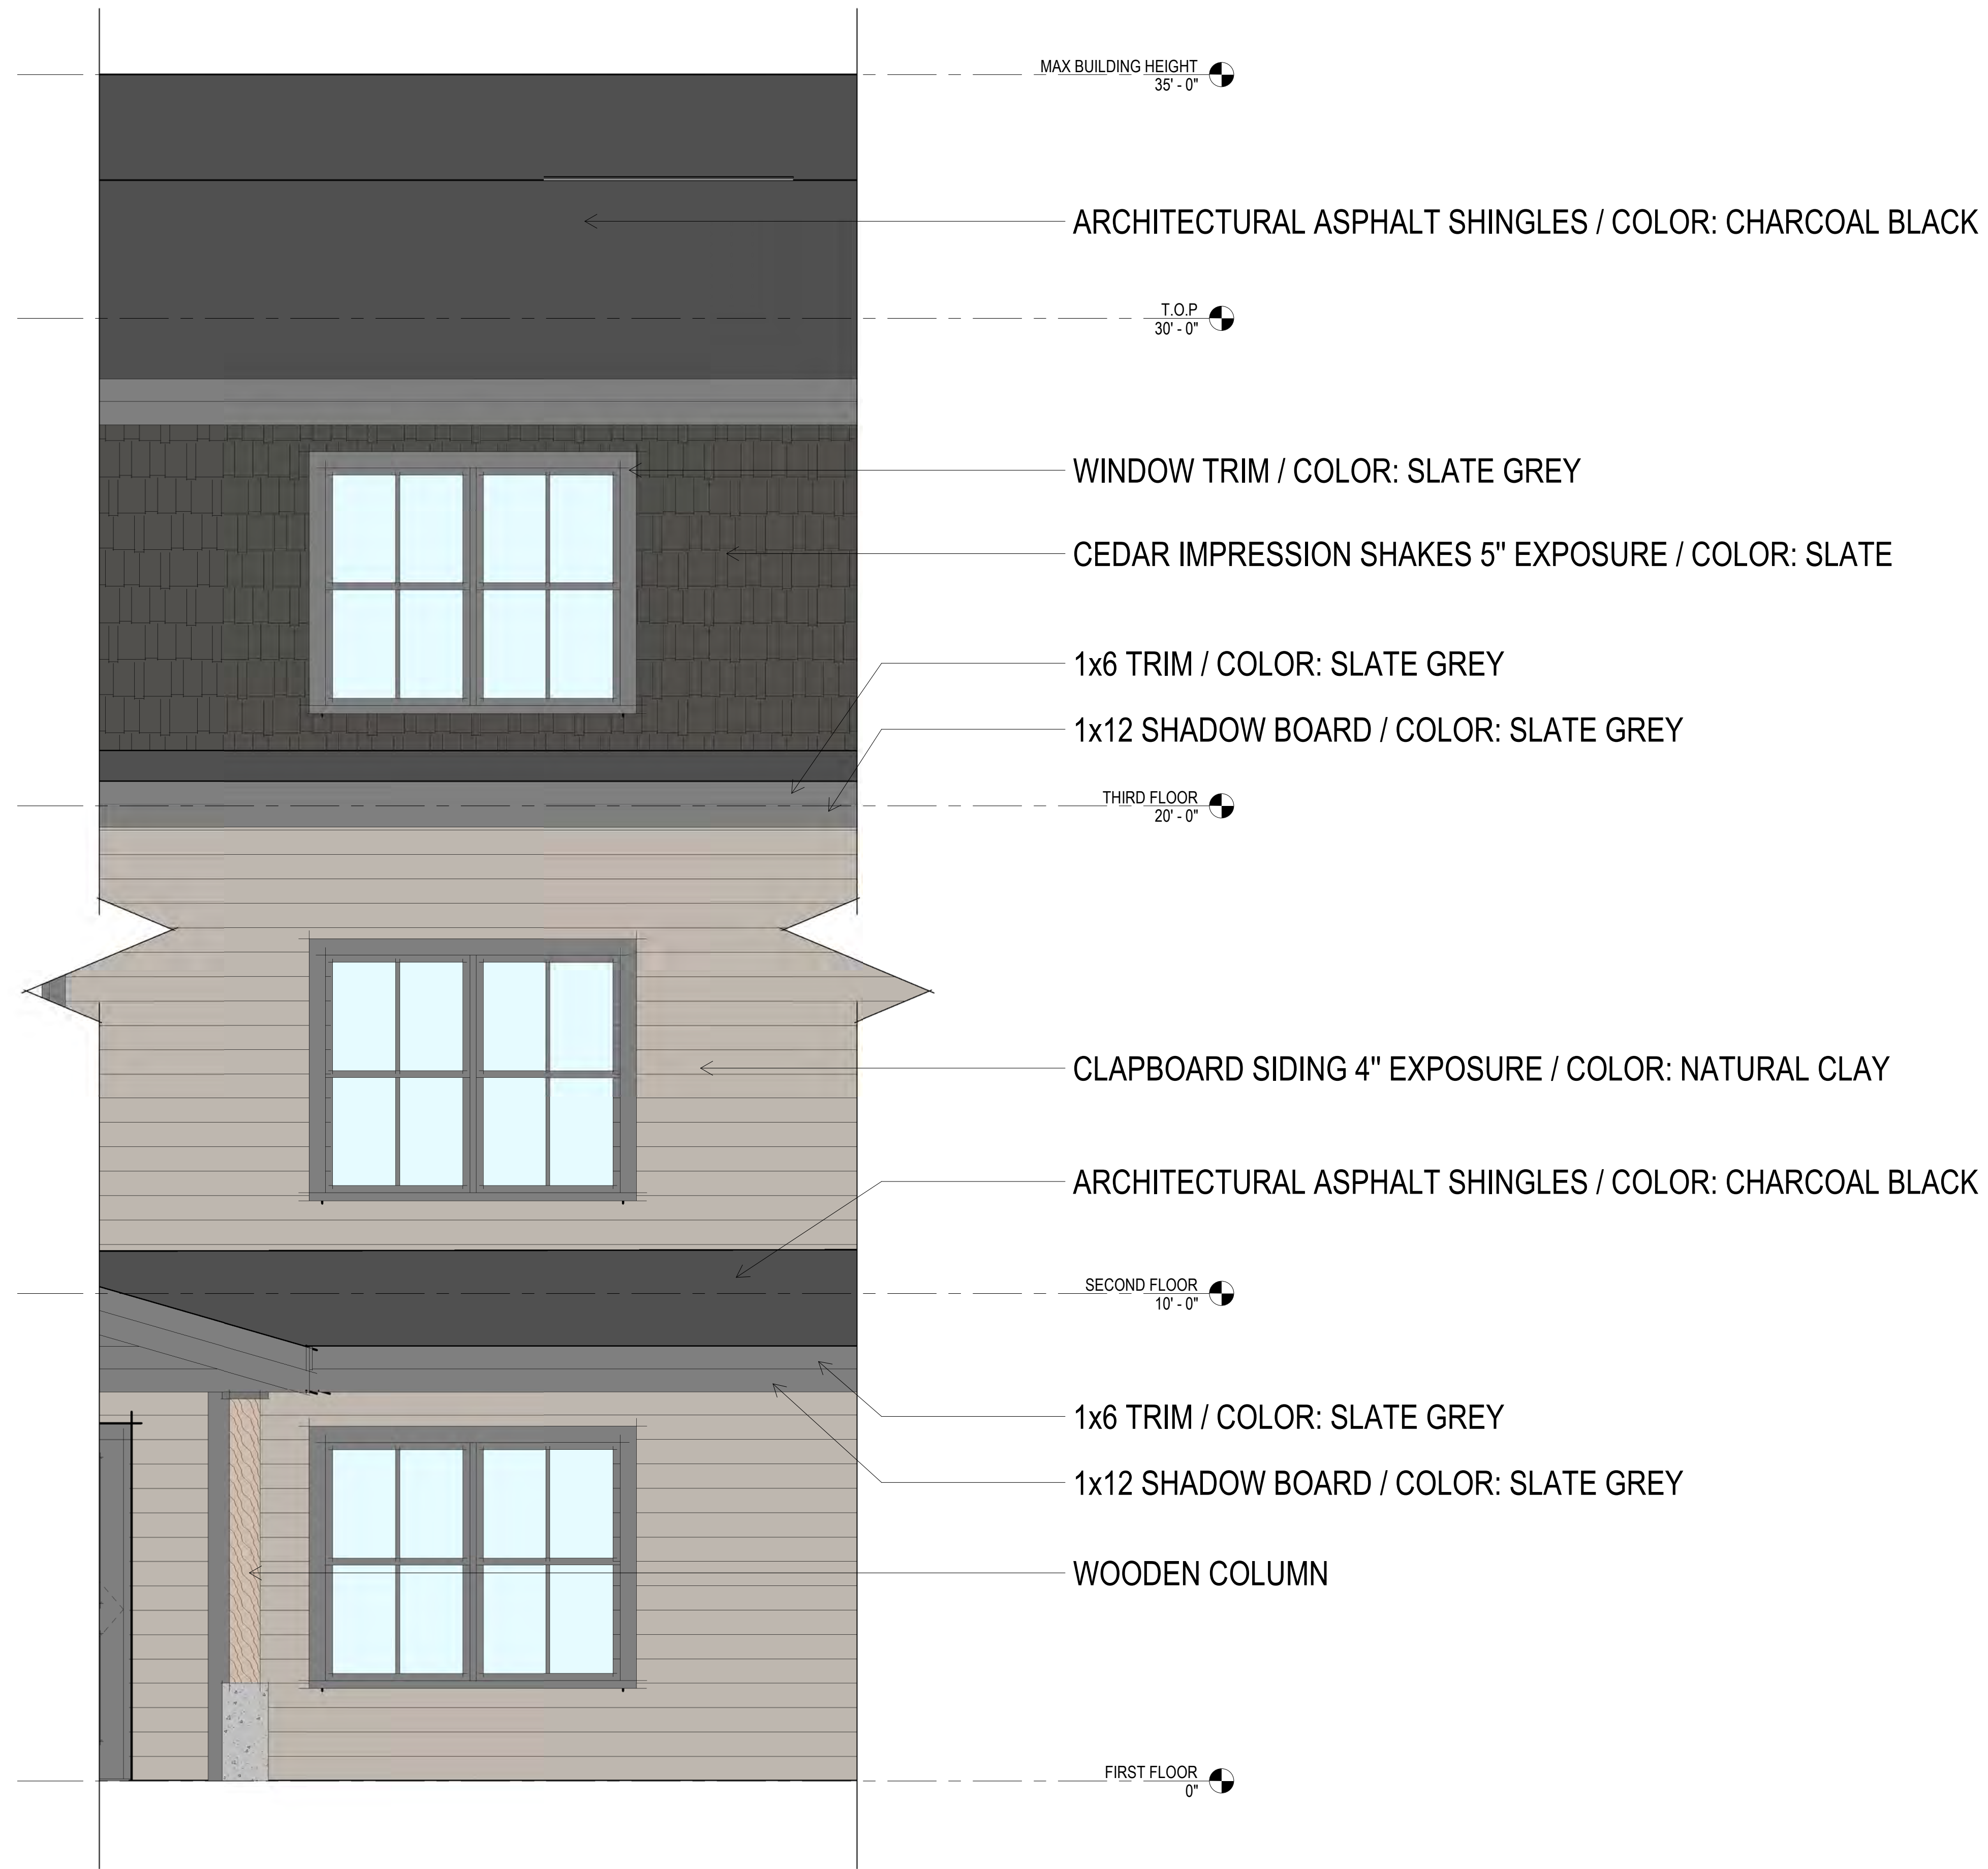 MAX BUILDING HEIGHT
35' - 0"
ARCHITECTURAL ASPHALT SHINGLES / COLOR: CHARCOAL BLACK
T.O.P
30' - 0"
WINDOW TRIM / COLOR: SLATE GREY
CEDAR IMPRESSION SHAKES 5" EXPOSURE / COLOR: SLATE
1x6 TRIM / COLOR: SLATE GREY
1x12 SHADOW BOARD / COLOR: SLATE GREY
THIRD FLOOR
20' - 0"
CLAPBOARD SIDING 4" EXPOSURE / COLOR: NATURAL CLAY
ARCHITECTURAL ASPHALT SHINGLES / COLOR: CHARCOAL BLACK
SECOND FLOOR
10' - 0"
1x6 TRIM / COLOR: SLATE GREY
1x12 SHADOW BOARD / COLOR: SLATE GREY
WOODEN COLUMN
FIRST FLOOR
0"